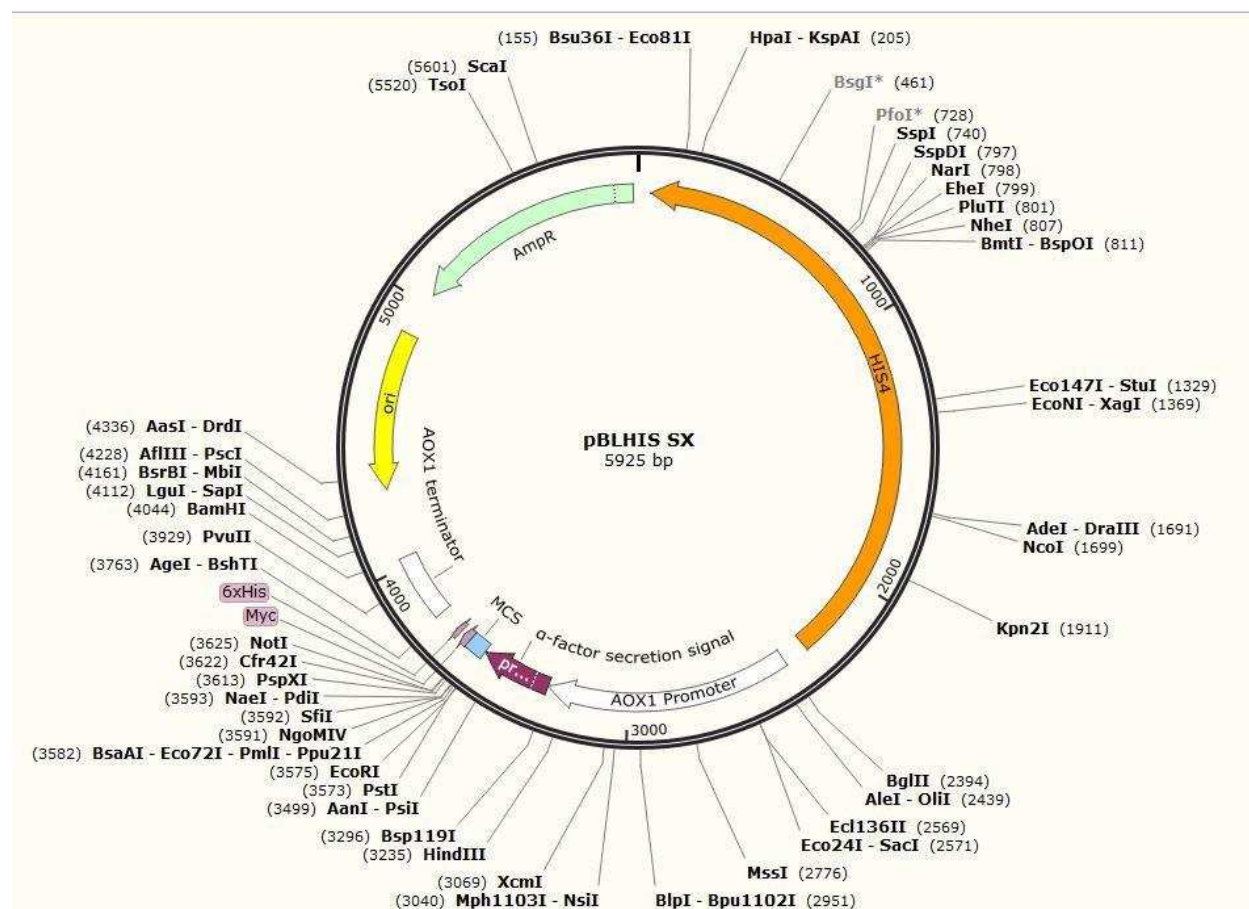 (155) Bsu36I - Eco81I
HpaI - KspAI (205)
(5601) ScaI
(5520) TsoI
BsgI* (461)
PfoI* (728)
SspI (740)
SspDI (797)
NarI (798)
EheI (799)
PluTI (801)
NheI (807)
BmtI - BspOI (811)
AmpR
1000
5000
HIS4
Eco147I - StuI (1329)
EcoNI - XagI (1369)
ori
pBLHIS SX
5925 bp
(4336) AasI - DrdI
(4228) AflIII - PscI
(4161) BsrBI - MbiI
(4112) LguI - SapI
(4044) BamHI
(3929) PvuII
(3763) AgeI - BshTI
AOX1 terminator
AdeI - DraIII (1691)
NcoI (1699)
2000
4000
Kpn2I (1911)
6xHis
Myc
MCS
α-factor secretion signal
pr...
AOX1 Promoter
3000
(3625) NotI
(3622) Cfr42I
(3613) PspXI
(3593) NaeI - PdiI
(3592) SfiI
(3591) NgoMIV
(3582) BsaAI - Eco72I - PmlI - Ppu21I
(3575) EcoRI
(3573) PstI
(3499) AanI - PsiI
(3296) Bsp119I
(3235) HindIII
(3069) XcmI
(3040) Mph1103I - NsiI
BglII (2394)
AleI - OliI (2439)
Ecl136II (2569)
Eco24I - SacI (2571)
MssI (2776)
BlpI - Bpu1102I (2951)